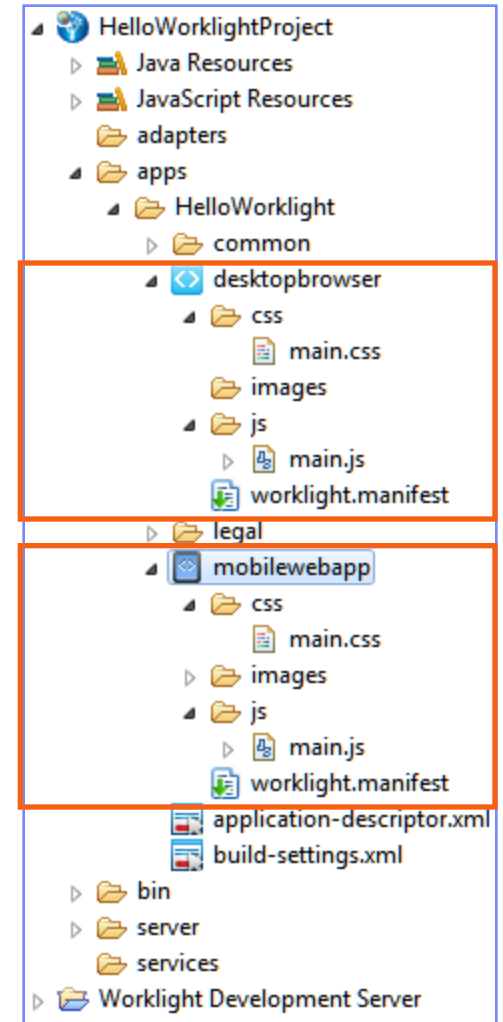 HelloWorklightProject
Java Resources
JavaScript Resources
adapters
apps
HelloWorklight
common
desktopbrowser
css
main.css
images
js
main.js
worklight.manifest
legal
mobilewebapp
css
main.css
images
js
main.js
worklight.manifest
application-descriptor.xml
build-settings.xml
bin
server
services
Worklight Development Server